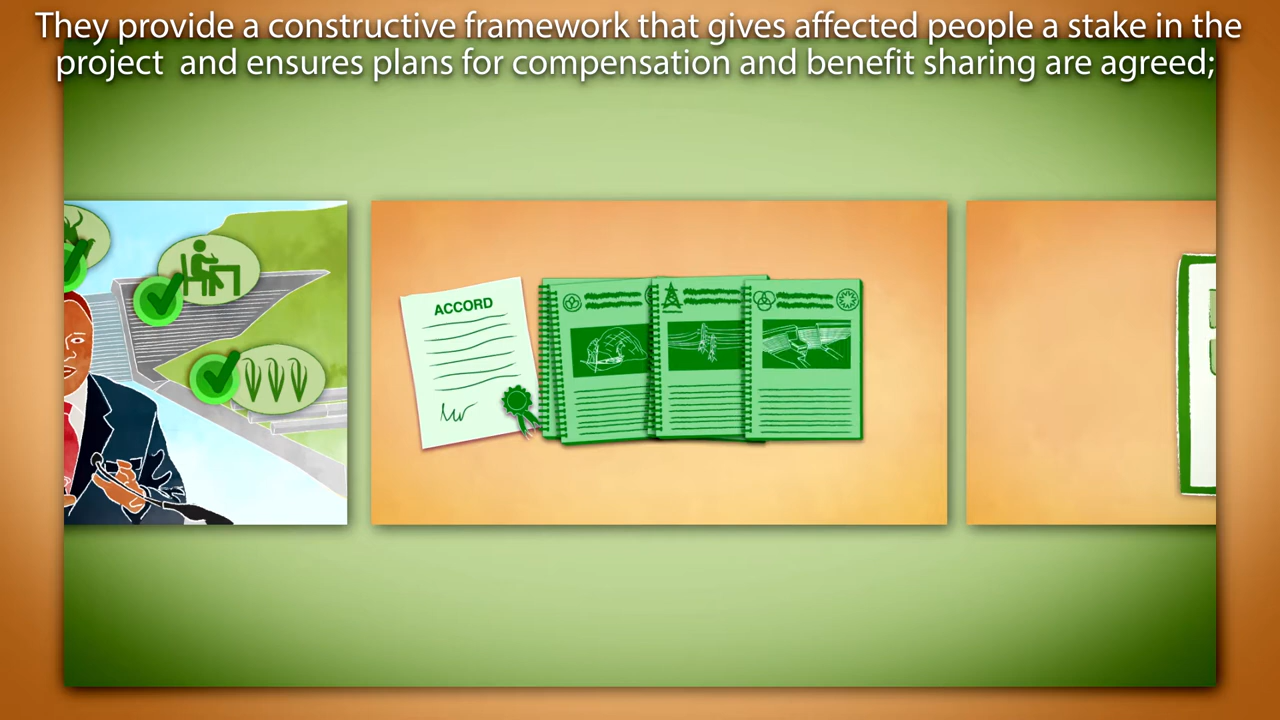 They provide a constructive framework that gives affected people a stake in the
project  and ensures plans for compensation and benefit sharing are agreed;
ACCORD